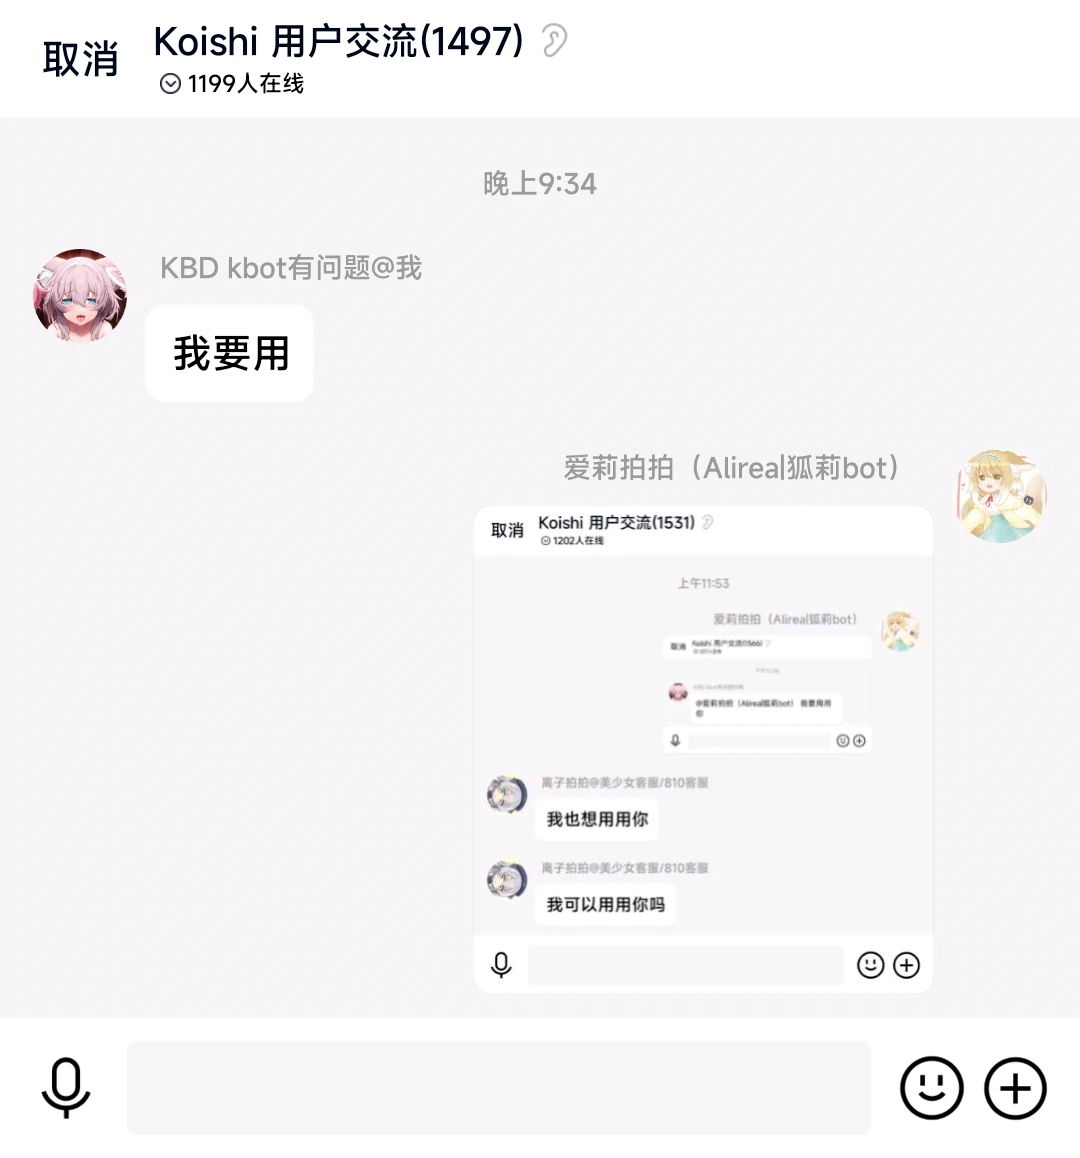 取消
Koishi 用户交流(1497)
1199人在线
晚上9:34
KBD kbot有问题@我
我要用
爱莉拍拍（Alireal狐莉bot）
取消
Koishi 用户交流(1531)
1202人在线
上午11:53
爱莉拍拍（Alireal狐莉bot）
取消
Koishi 用户交流(1566)
@爱莉拍拍（Alireal狐莉bot） 我要用用
你
离子拍拍@美少女客服/810客服
我也想用用你
离子拍拍@美少女客服/810客服
我可以用用你吗